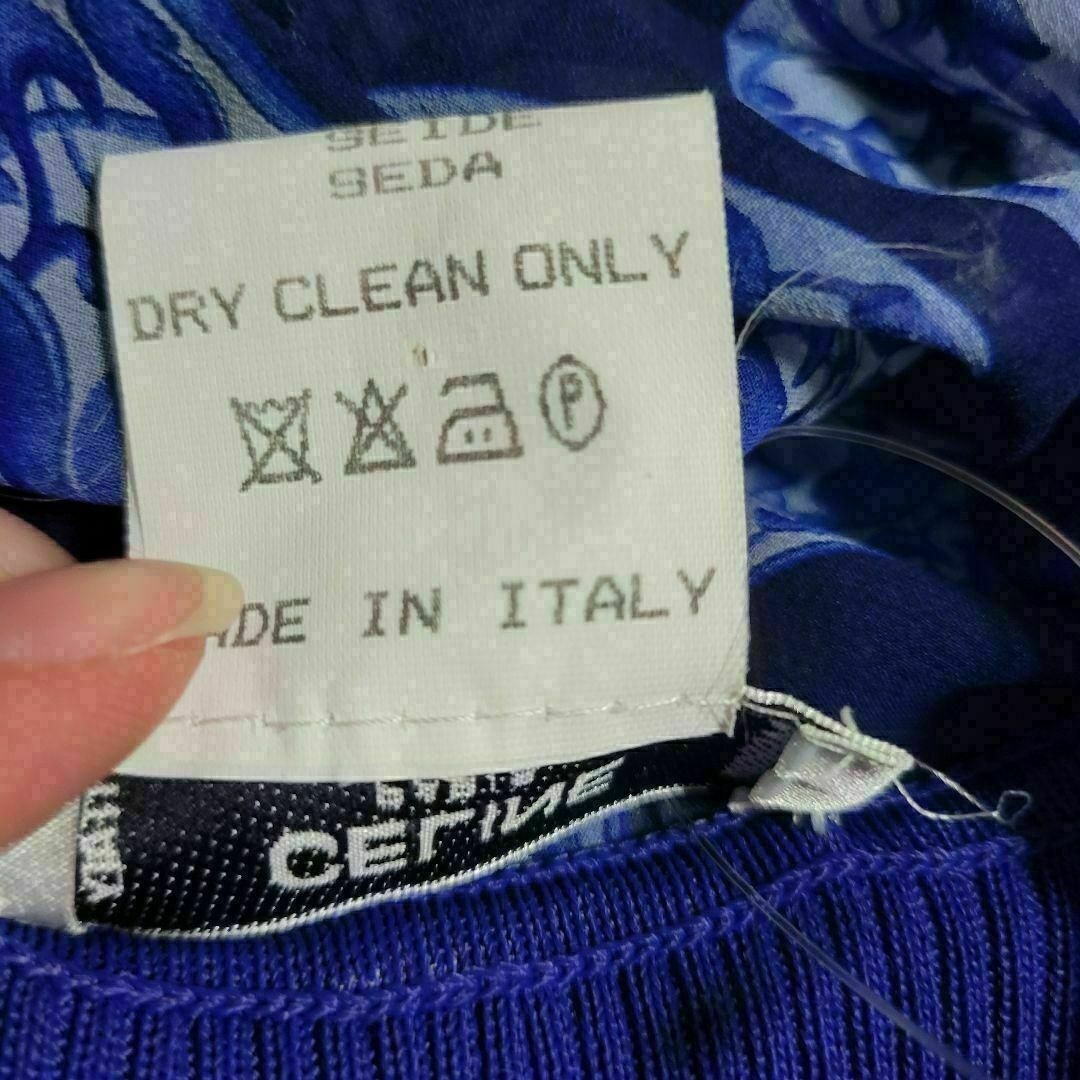 SEIDE
SEDA
DRY CLEAN ONLY
P
ADE IN ITALY
CELINE